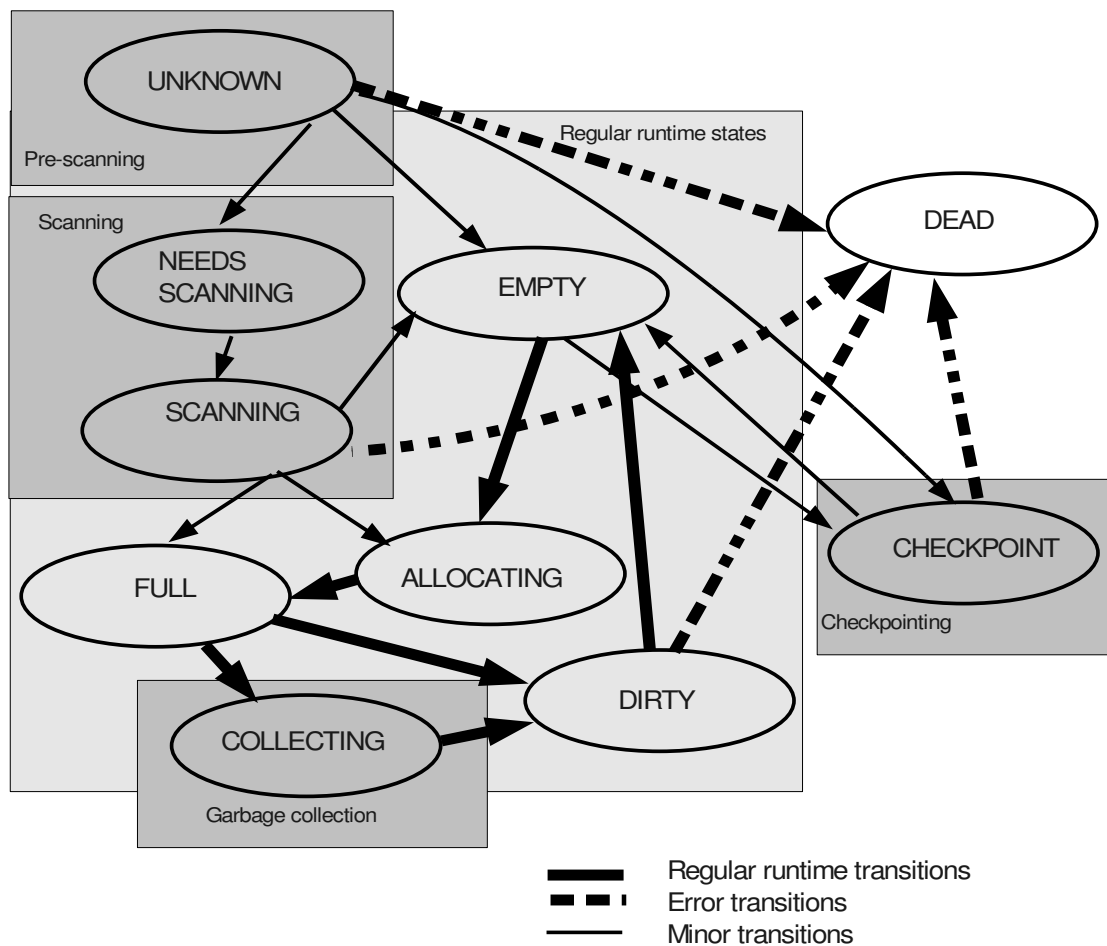 UNKNOWN
Pre-scanning
Regular runtime states
Scanning
NEEDS
SCANNING
EMPTY
DEAD
SCANNING
FULL
ALLOCATING
CHECKPOINT
Checkpointing
DIRTY
COLLECTING
Garbage collection
Regular runtime transitions
Error transitions
Minor transitions